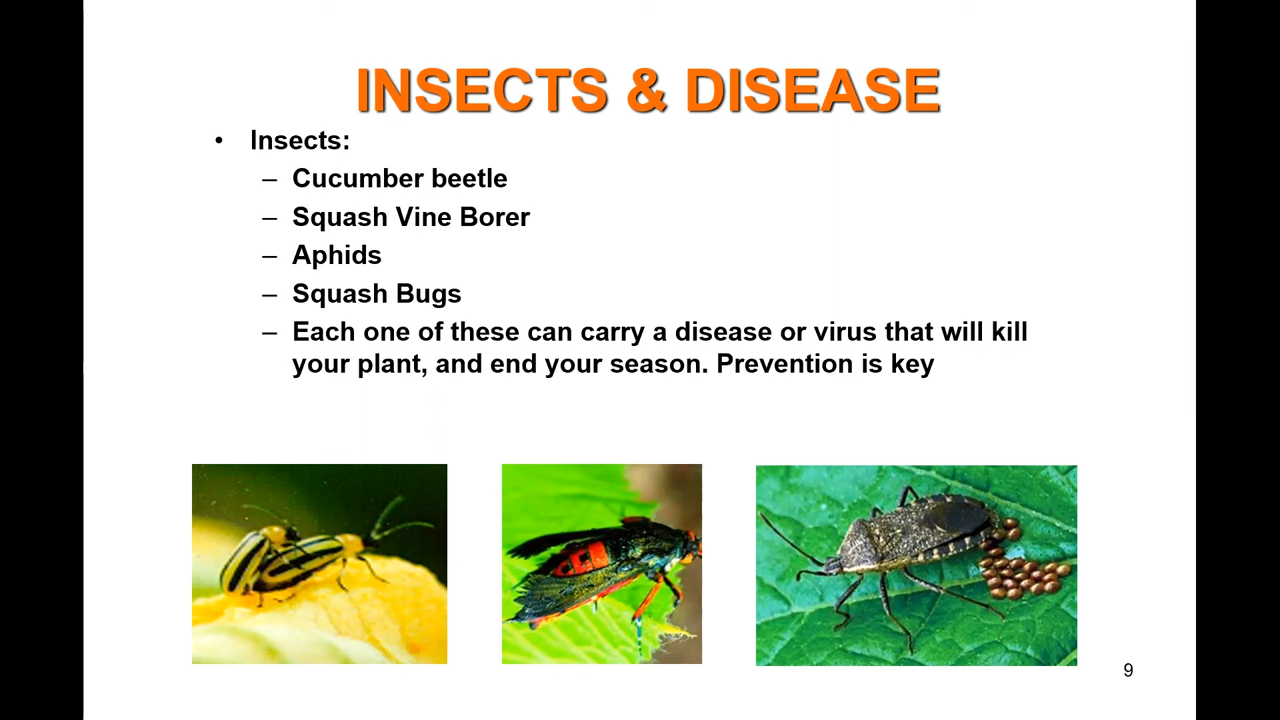 INSECTS & DISEASE
• Insects:
– Cucumber beetle
– Squash Vine Borer
– Aphids
– Squash Bugs
– Each one of these can carry a disease or virus that will kill
your plant, and end your season. Prevention is key
9